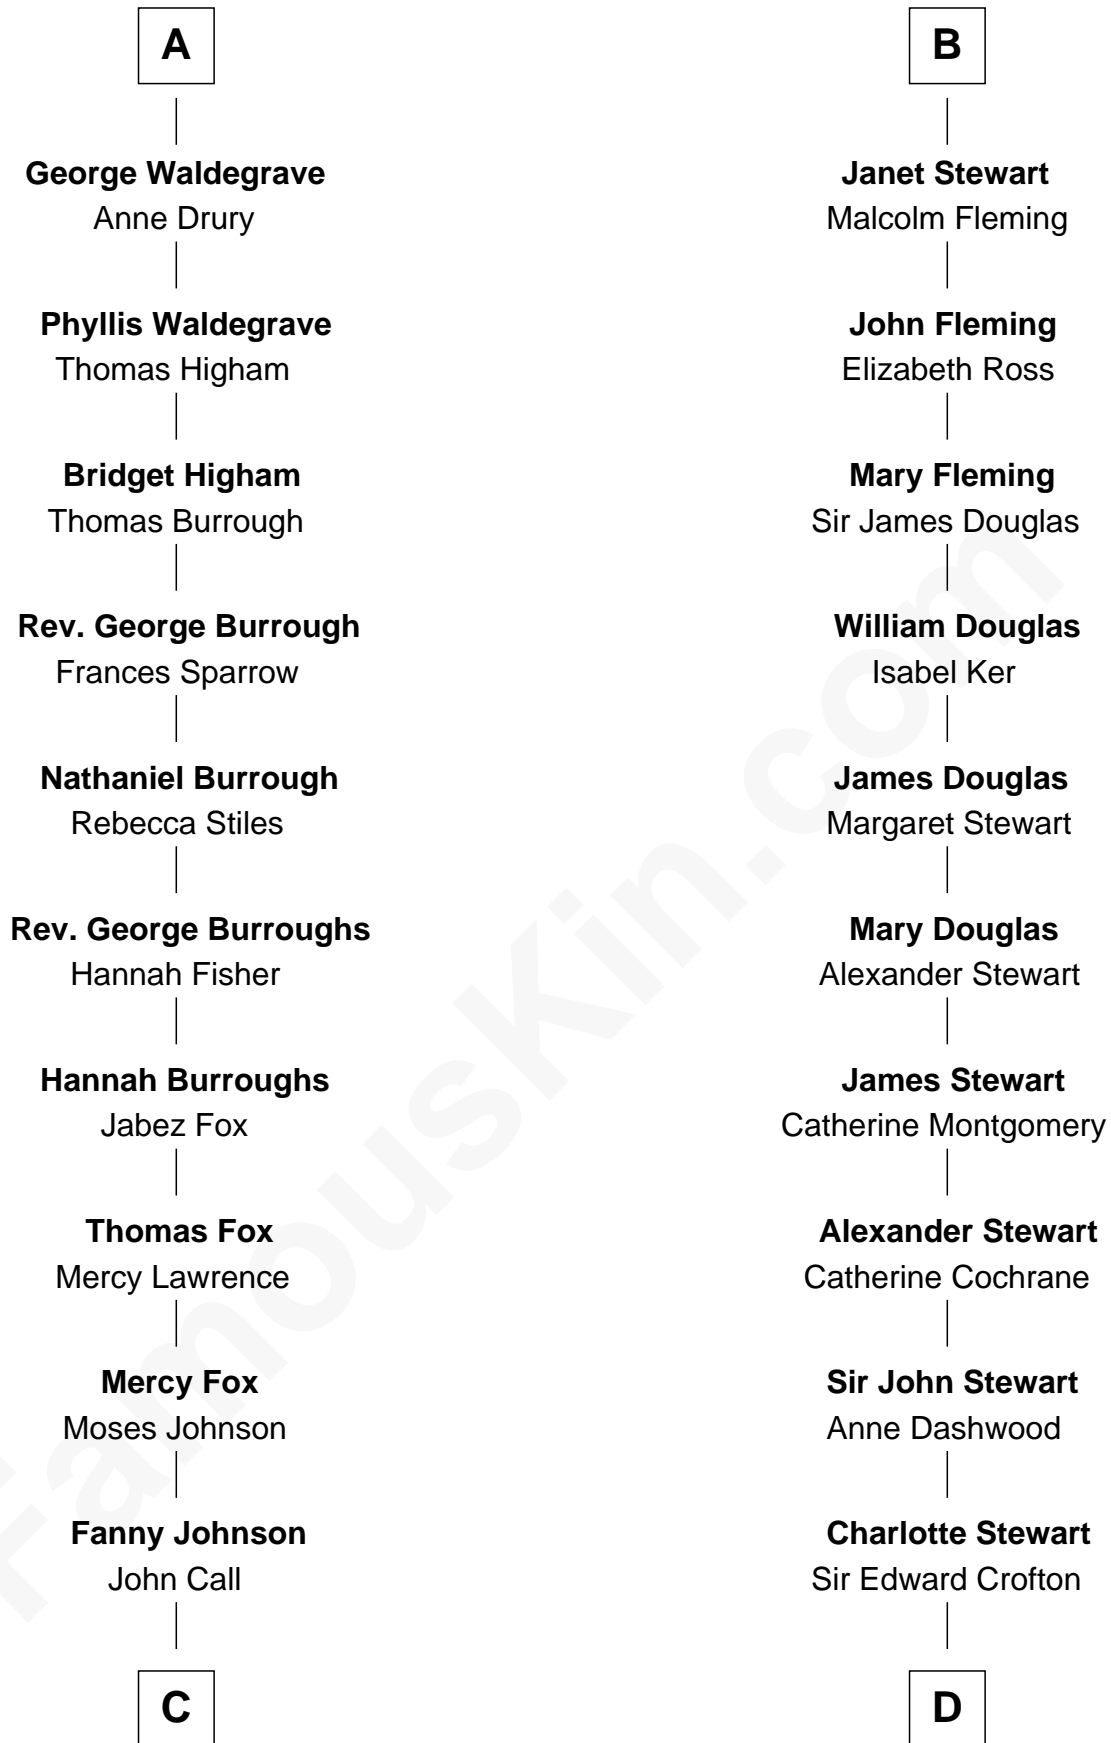 A
George Waldegrave
Anne Drury
Phyllis Waldegrave
Thomas Higham
Bridget Higham
Thomas Burrough
Rev. George Burrough
Frances Sparrow
Nathaniel Burrough
Rebecca Stiles
Rev. George Burroughs
Hannah Fisher
Hannah Burroughs
Jabez Fox
Thomas Fox
Mercy Lawrence
Mercy Fox
Moses Johnson
Fanny Johnson
John Call
C
B
Janet Stewart
Malcolm Fleming
John Fleming
Elizabeth Ross
Mary Fleming
Sir James Douglas
William Douglas
Isabel Ker
James Douglas
Margaret Stewart
Mary Douglas
Alexander Stewart
James Stewart
Catherine Montgomery
Alexander Stewart
Catherine Cochrane
Sir John Stewart
Anne Dashwood
Charlotte Stewart
Sir Edward Crofton
D
FamousKin.com